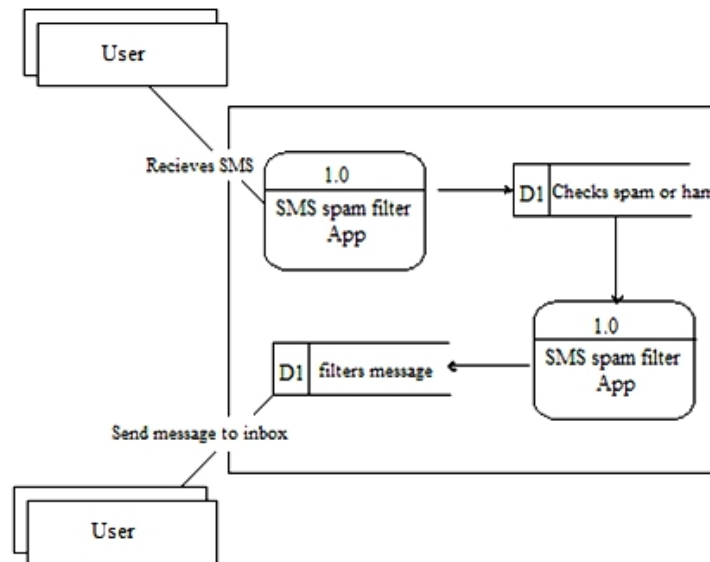 User
Recieves SMS
1.0
SMS spam filter
App
D1 Checks spam or ham
1.0
SMS spam filter
App
D1 filters message
Send message to inbox
User